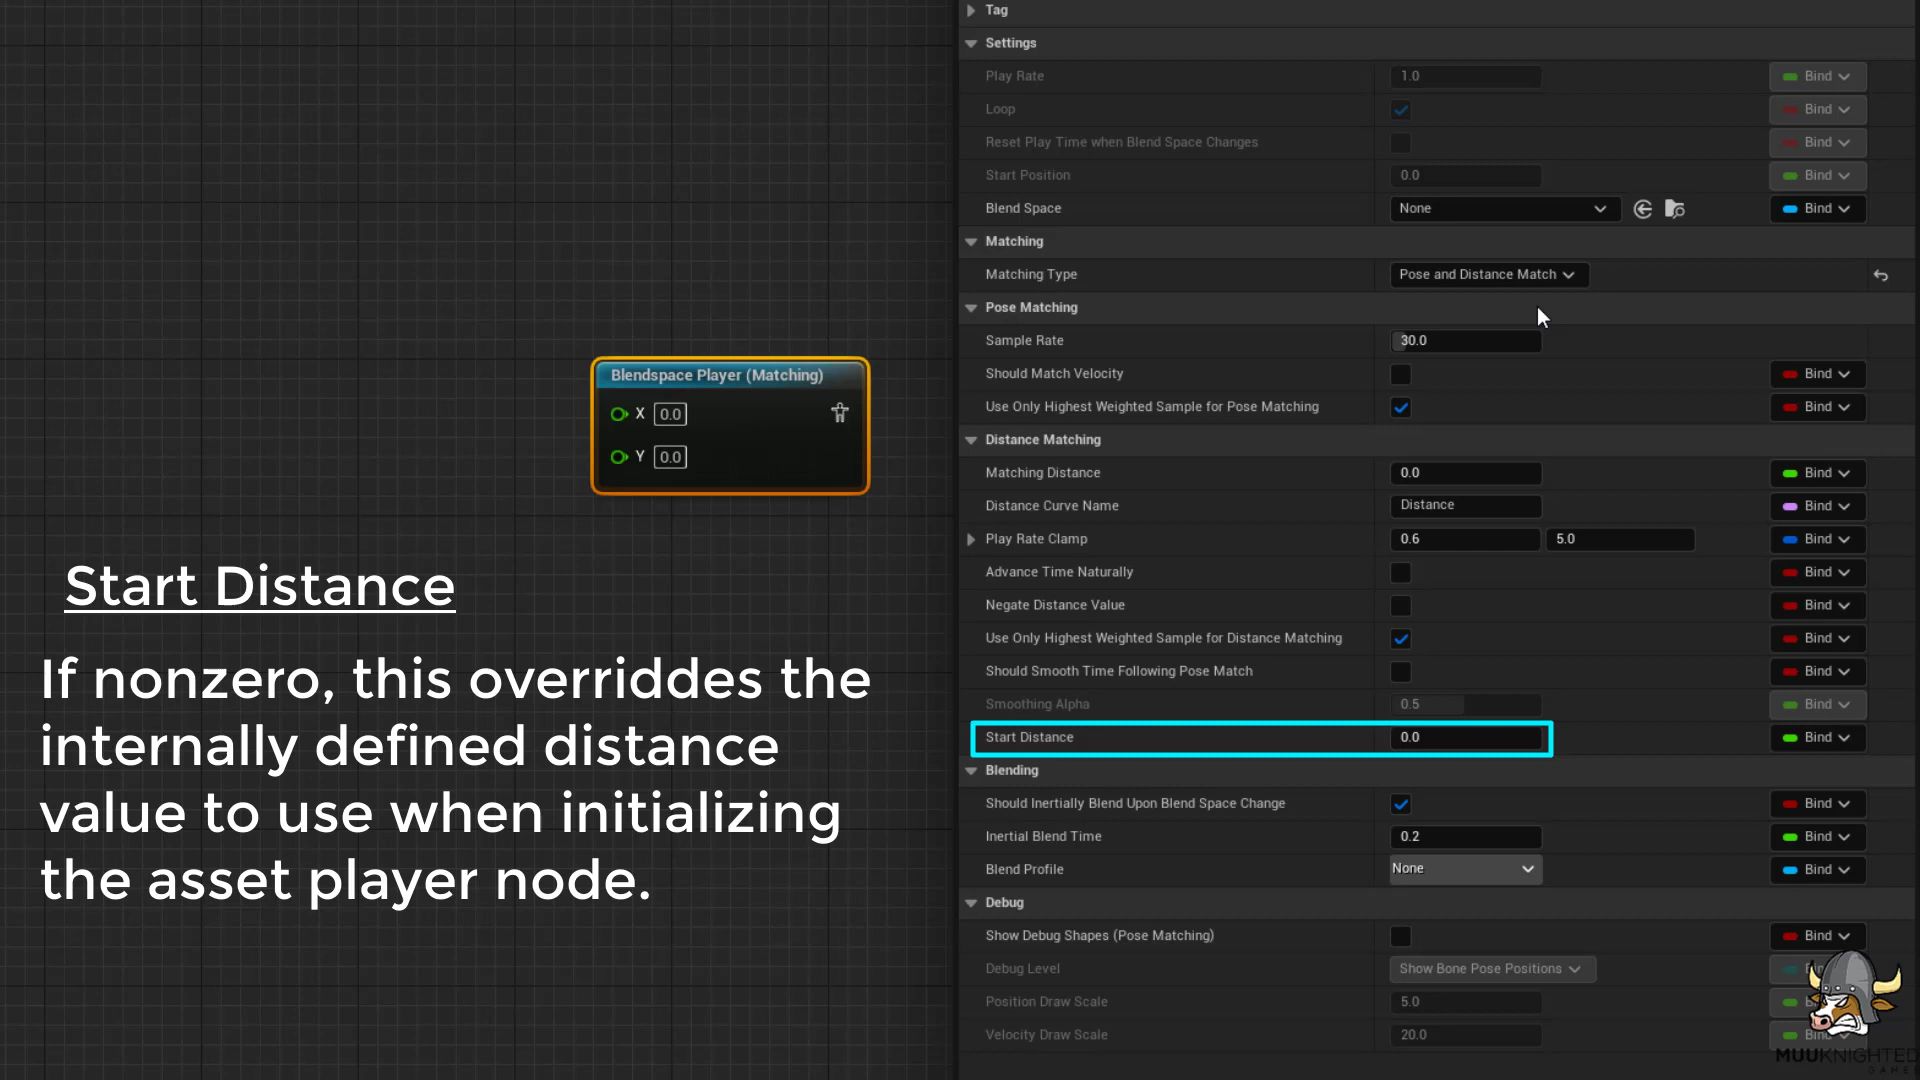 Tag
Settings
Play Rate 1.0 Bind
Loop Bind
Reset Play Time when Blend Space Changes Bind
Start Position 0.0 Bind
Blend Space None Bind
Matching
Matching Type Pose and Distance Match
Pose Matching
Sample Rate 30.0
Should Match Velocity Bind
Use Only Highest Weighted Sample for Pose Matching Bind
Distance Matching
Matching Distance 0.0 Bind
Distance Curve Name Distance Bind
Play Rate Clamp 0.6 5.0 Bind
Advance Time Naturally Bind
Negate Distance Value Bind
Use Only Highest Weighted Sample for Distance Matching Bind
Should Smooth Time Following Pose Match Bind
Smoothing Alpha 0.5 Bind
Start Distance 0.0 Bind
Blending
Should Inertially Blend Upon Blend Space Change Bind
Inertial Blend Time 0.2 Bind
Blend Profile None Bind
Debug
Show Debug Shapes (Pose Matching) Bind
Debug Level Show Bone Pose Positions
Position Draw Scale 5.0
Velocity Draw Scale 20.0
Blendspace Player (Matching)
X 0.0
Y 0.0
Start Distance
If nonzero, this overriddes the
internally defined distance
value to use when initializing
the asset player node.
MUUKNIGHTED
GAMES